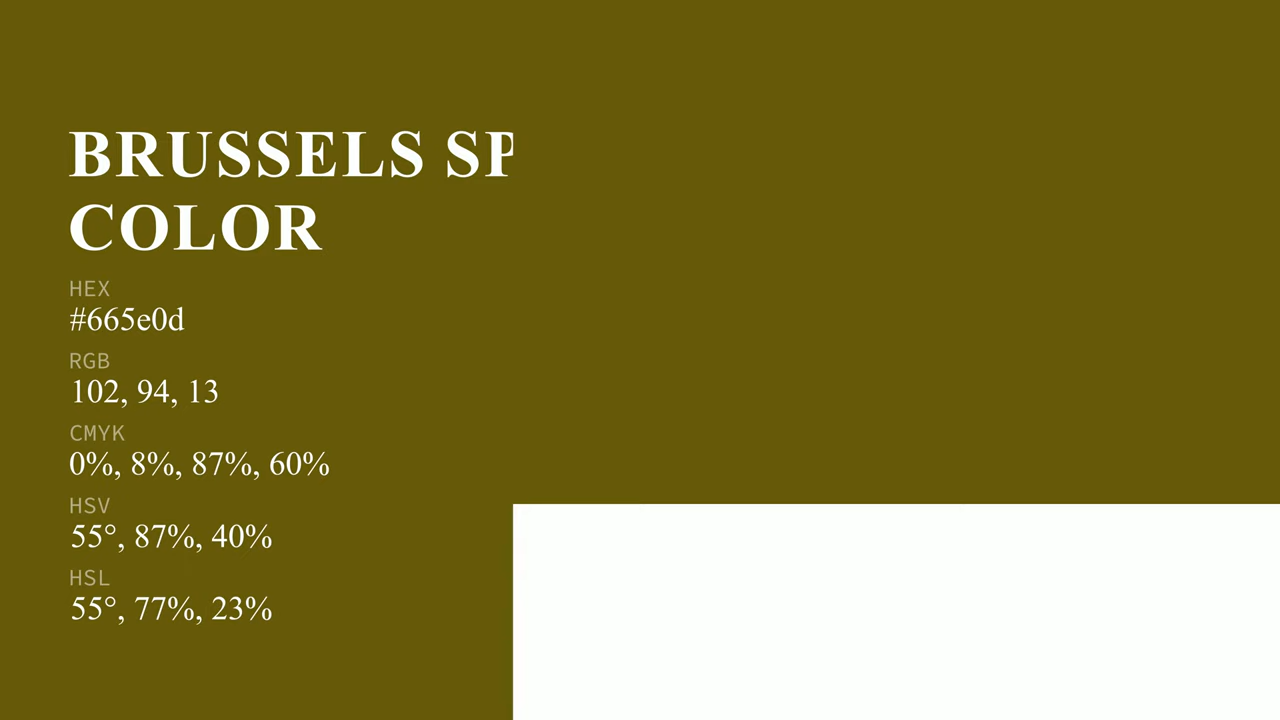 BRUSSELS SP
COLOR
HEX
#665e0d
RGB
102, 94, 13
CMYK
0%, 8%, 87%, 60%
HSV
55°, 87%, 40%
HSL
55°, 77%, 23%